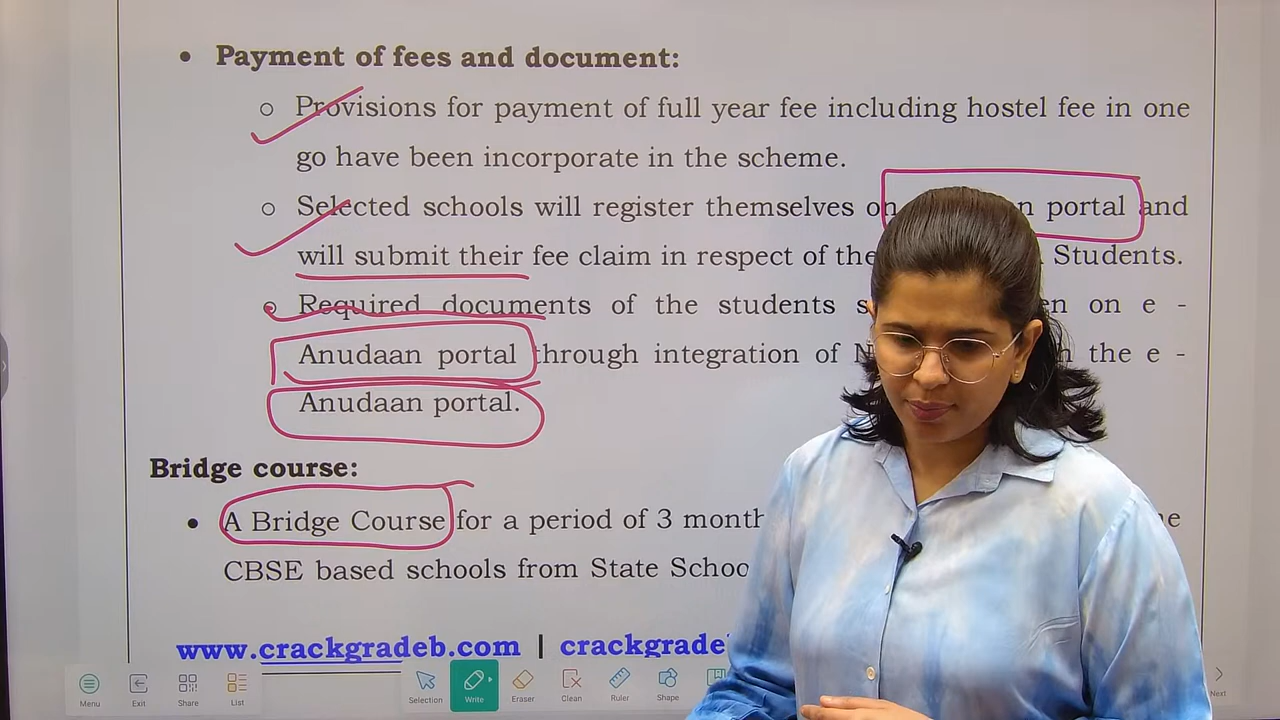 • Payment of fees and document:
o Provisions for payment of full year fee including hostel fee in one
go have been incorporate in the scheme.
o Selected schools will register themselves on portal and
will submit their fee claim in respect of the Students.
o Required documents of the students on e -
Anudaan portal through integration of the e -
Anudaan portal.
Bridge course:
• A Bridge Course for a period of 3
CBSE based schools from State
www.crackgradeb.com |
Menu Exit Share List Selection Write Eraser Clean Ruler Shape Next